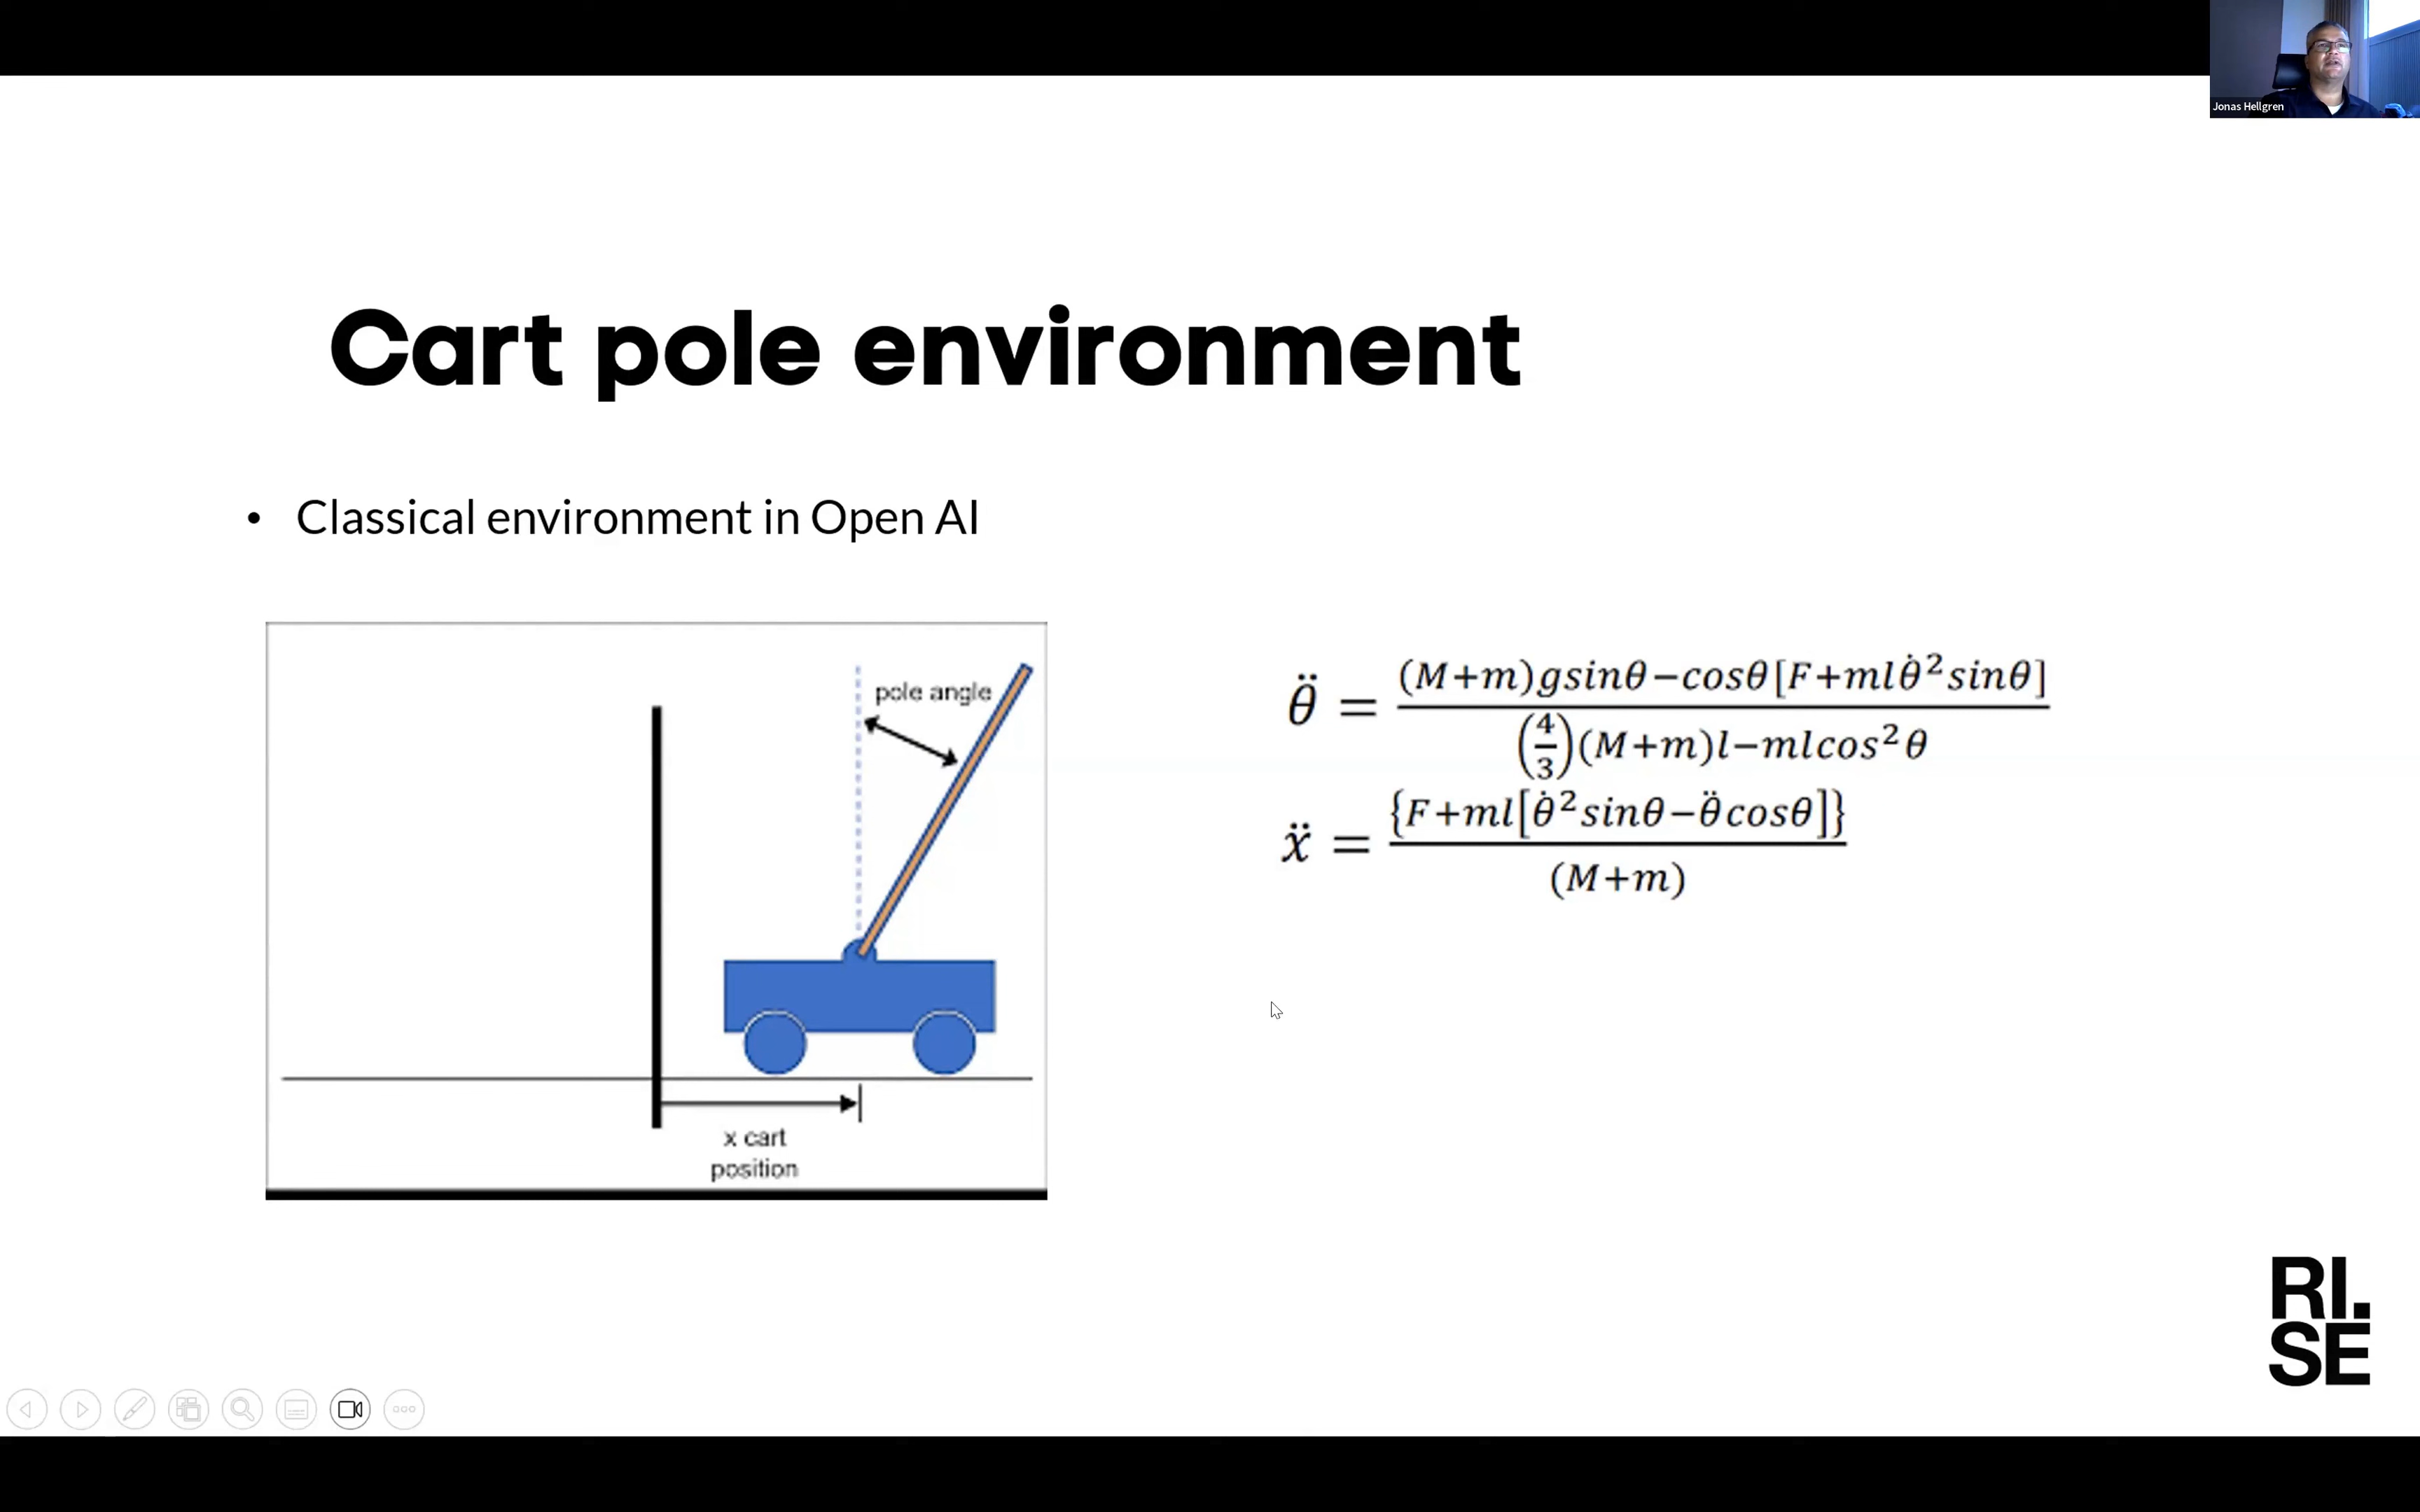 Jonas Hellgren
Cart pole environment
• Classical environment in Open AI
pole angle
x cart
position
θ̈ = (M+m)gsinθ−cosθ[F+mlθ̇²sinθ] / (4/3)(M+m)l−mlcos²θ
ẍ = {F+ml[θ̇²sinθ−θ̈cosθ]} / (M+m)
RI.
SE